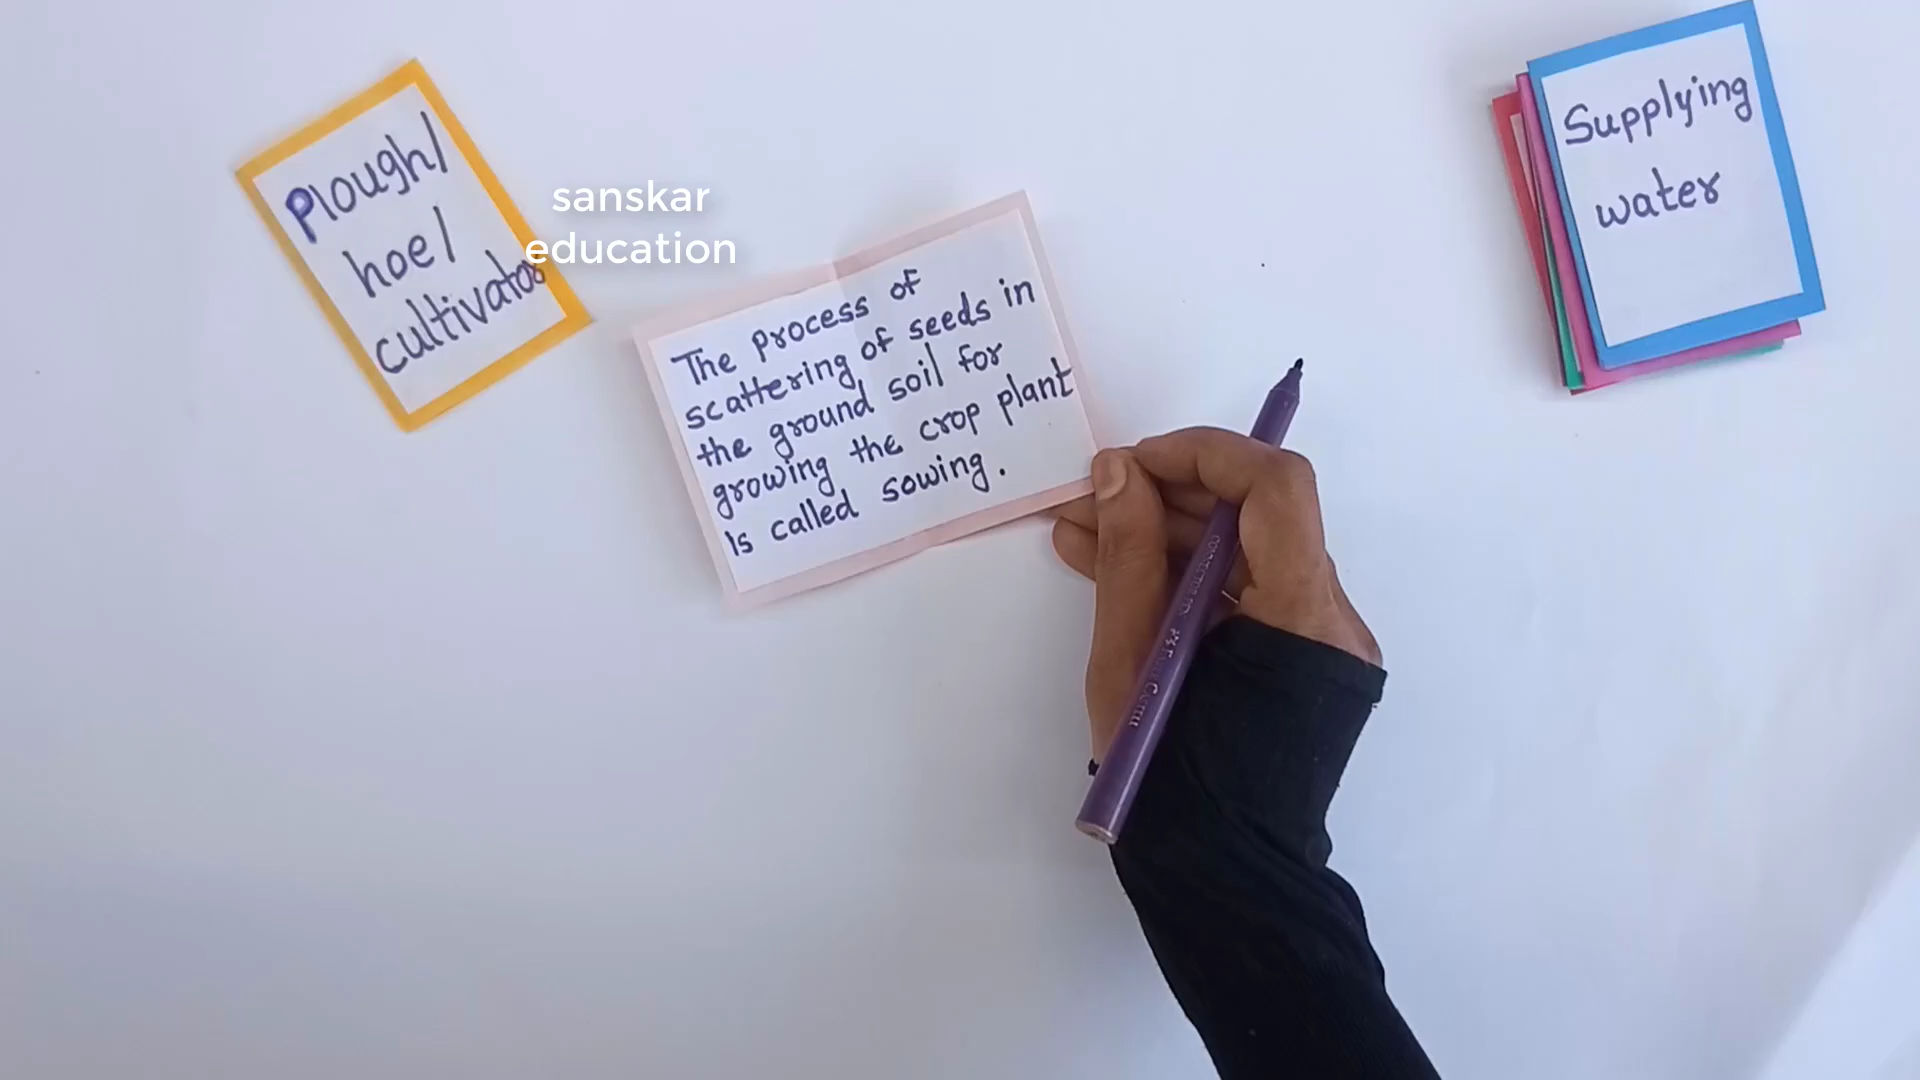 Plough/
hoe/
cultivator
sanskar
education
The process of
scattering of seeds in
the ground soil for
growing the crop plant
is called sowing.
Supplying
water